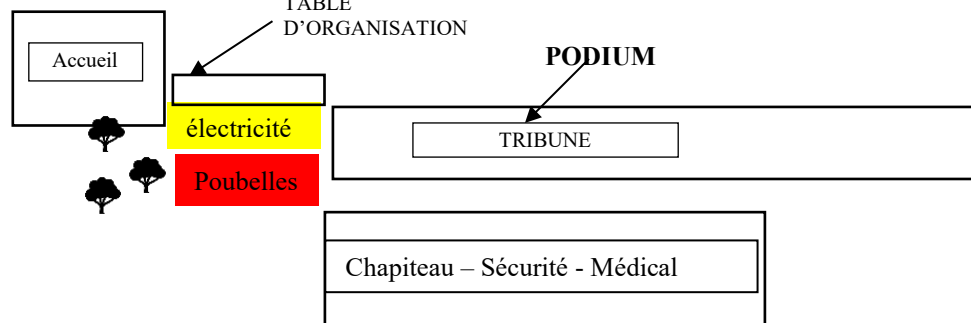 TABLE
D’ORGANISATION
Accueil
PODIUM
électricité
TRIBUNE
Poubelles
Chapiteau – Sécurité - Médical